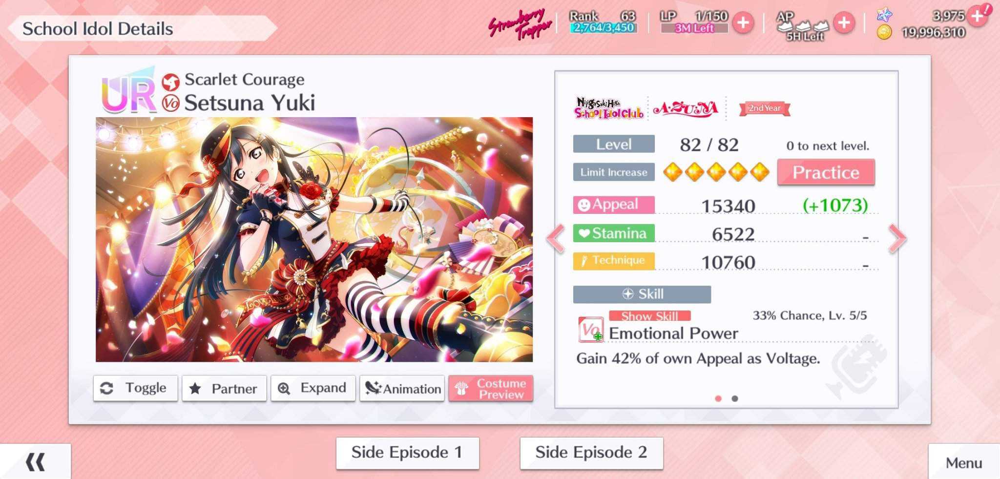 School Idol Details
Strawberry Trapper
Rank 63
2,764/3,450
LP 1/150
3M Left
AP
5H Left
3,975
19,996,310
UR
Scarlet Courage
Vo Setsuna Yuki
LoveLive!
Toggle
Partner
Expand
Animation
Costume
Preview
NijigaSaki High
School Idol Club
A·ZU·NA
2nd Year
Level 82 / 82 0 to next level.
Limit Increase Practice
Appeal 15340 (+1073)
Stamina 6522 -
Technique 10760 -
Skill
Show Skill 33% Chance, Lv. 5/5
Vo Emotional Power
Gain 42% of own Appeal as Voltage.
Side Episode 1
Side Episode 2
Menu